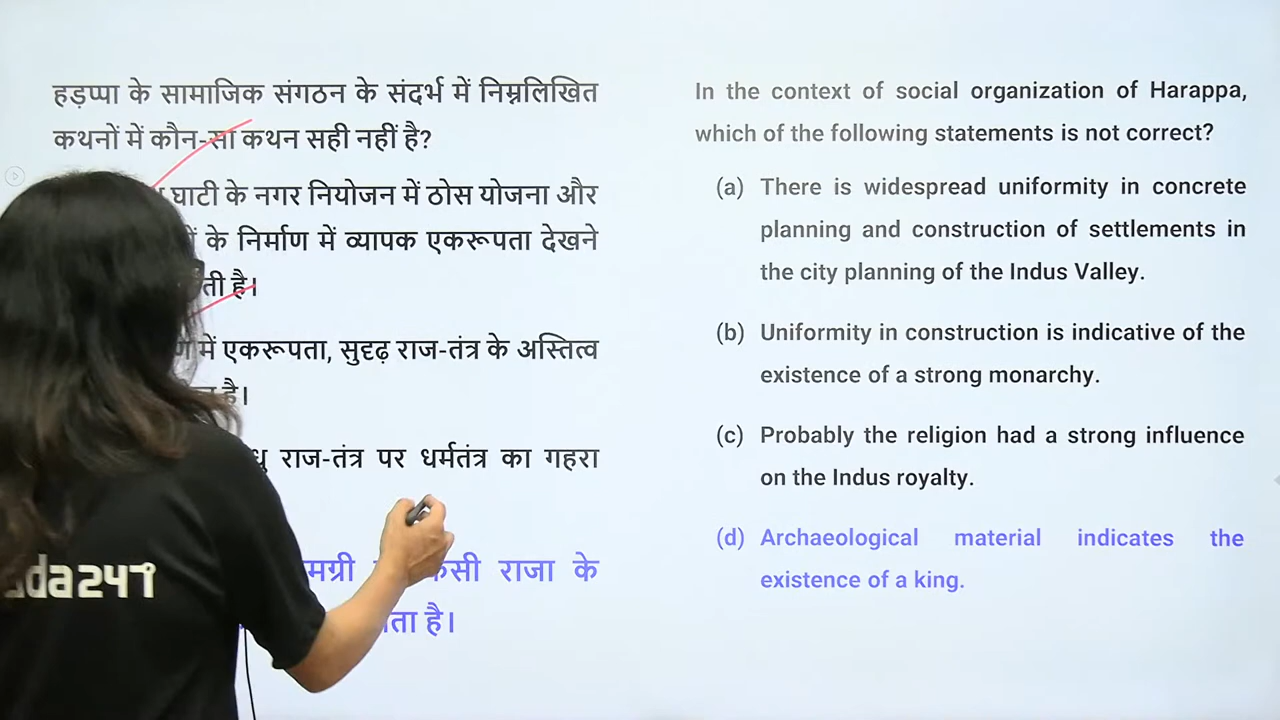 हड़प्पा के सामाजिक संगठन के संदर्भ में निम्नलिखित
कथनों में कौन-सा कथन सही नहीं है?
घाटी के नगर नियोजन में ठोस योजना और
के निर्माण में व्यापक एकरूपता देखने
है।
में एकरूपता, सुदृढ़ राज-तंत्र के अस्तित्व
है।
राज-तंत्र पर धर्मतंत्र का गहरा
राजा के
है।
In the context of social organization of Harappa,
which of the following statements is not correct?
(a) There is widespread uniformity in concrete
planning and construction of settlements in
the city planning of the Indus Valley.
(b) Uniformity in construction is indicative of the
existence of a strong monarchy.
(c) Probably the religion had a strong influence
on the Indus royalty.
(d) Archaeological material indicates the
existence of a king.